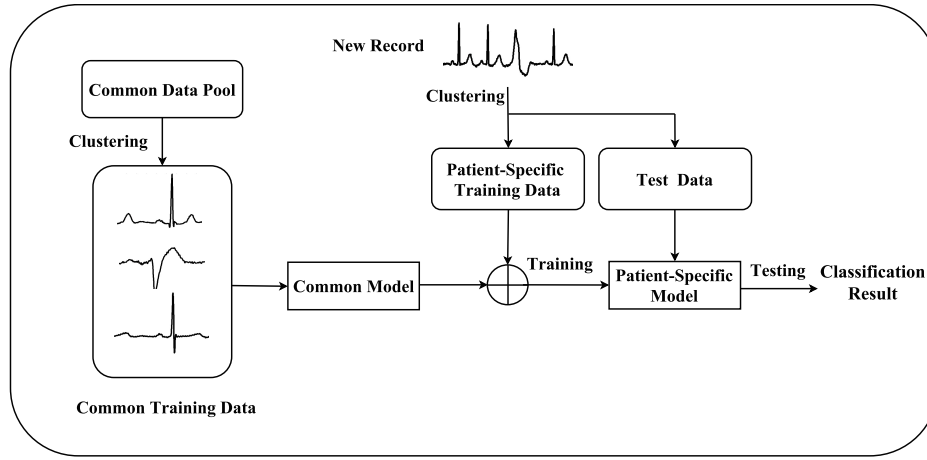 New Record
Common Data Pool
Clustering
Clustering
Patient-Specific
Training Data
Test Data
Common Model
Training
Patient-Specific
Model
Testing
Classification
Result
Common Training Data